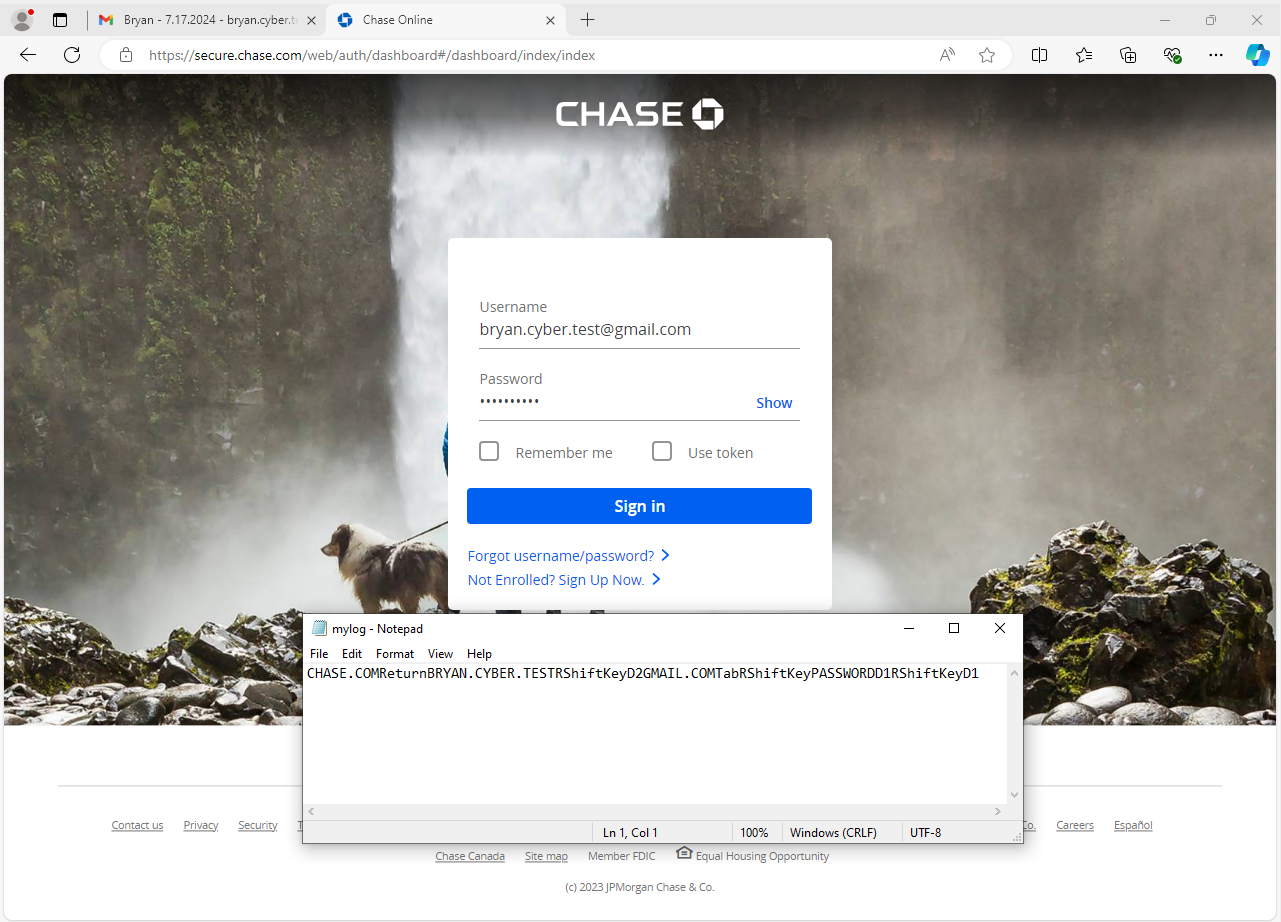 Bryan - 7.17.2024 - bryan.cyber.t
Chase Online
https://secure.chase.com/web/auth/dashboard#/dashboard/index/index
CHASE
Username
bryan.cyber.test@gmail.com
Password
••••••••••
Show
Remember me
Use token
Sign in
Forgot username/password?
Not Enrolled? Sign Up Now.
mylog - Notepad
File Edit Format View Help
CHASE.COMReturnBRYAN.CYBER.TESTRShiftKeyD2GMAIL.COMTabRShiftKeyPASSWORDD1RShiftKeyD1
Ln 1, Col 1
100%
Windows (CRLF)
UTF-8
Contact us Privacy Security Co. Careers Español
Chase Canada Site map Member FDIC Equal Housing Opportunity
(c) 2023 JPMorgan Chase & Co.